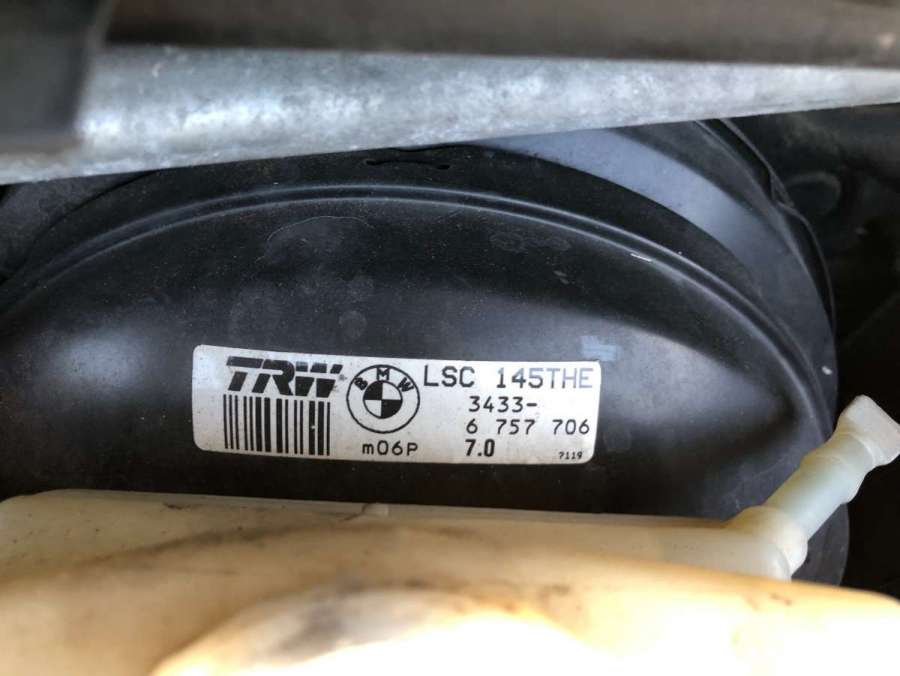 TRW BMW LSC 145THE
3433-
6 757 706
m06P 7.0 7119